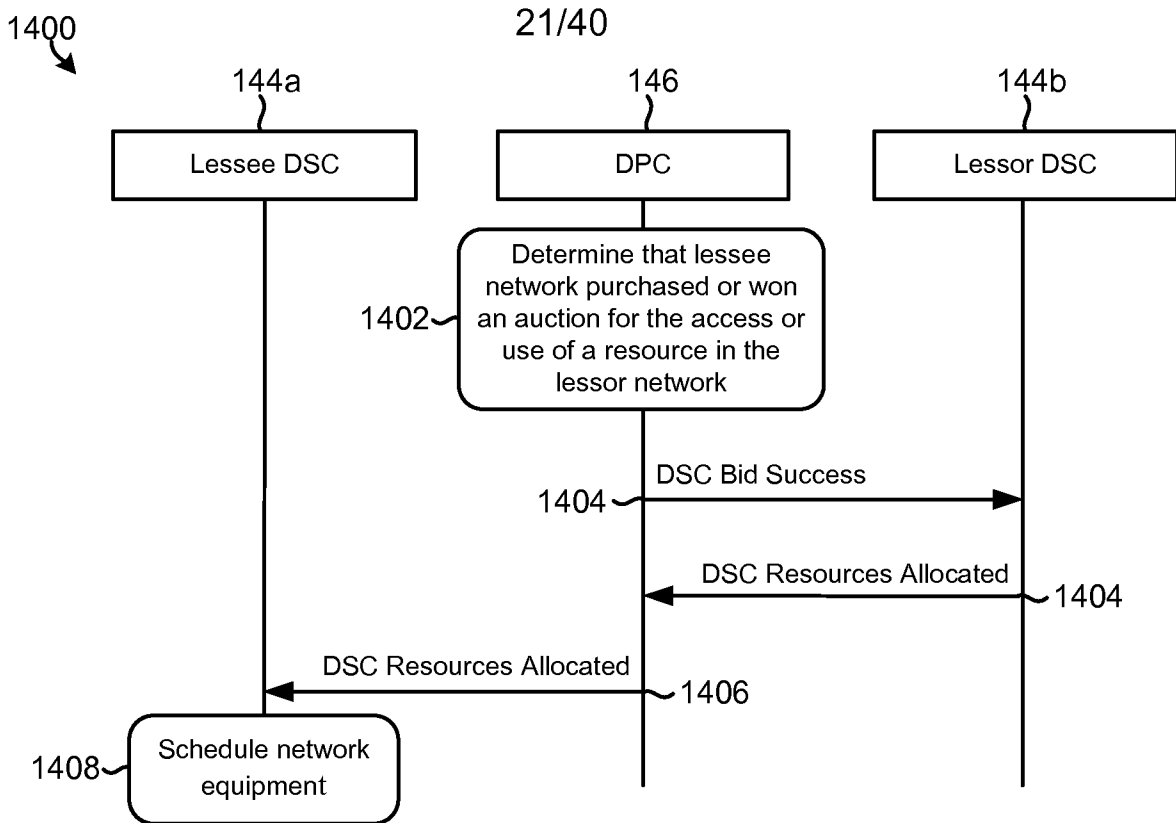 21/40
1400
144a
146
144b
Lessee DSC
DPC
Lessor DSC
Determine that lessee
network purchased or won
an auction for the access or
use of a resource in the
lessor network
1402
DSC Bid Success
1404
DSC Resources Allocated
1404
DSC Resources Allocated
1406
Schedule network
equipment
1408